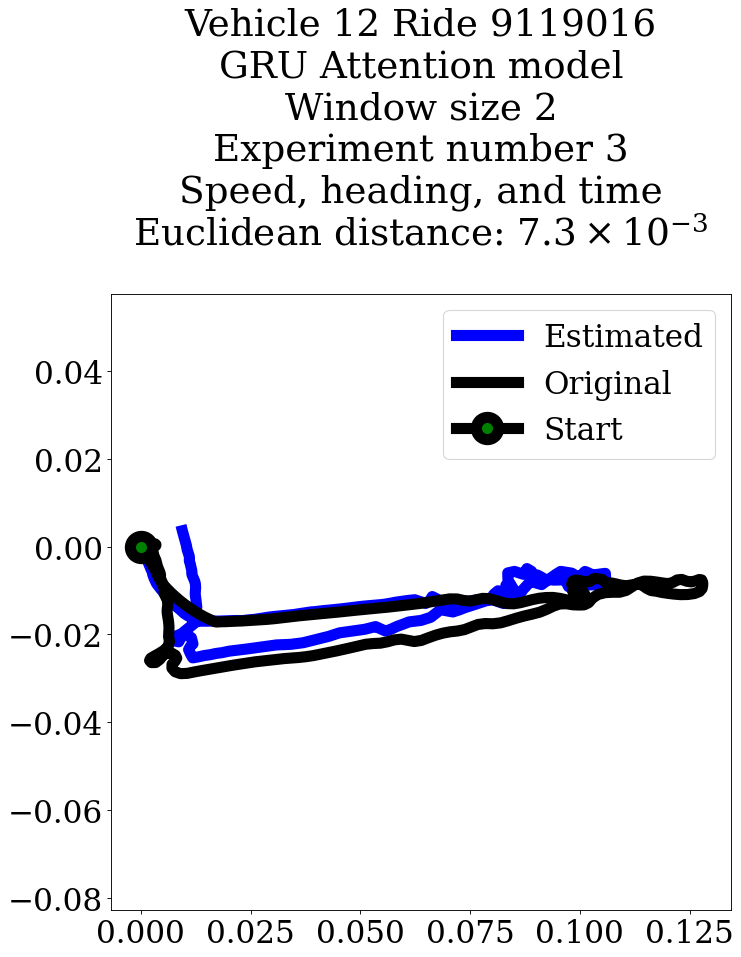 Vehicle 12 Ride 9119016
GRU Attention model
Window size 2
Experiment number 3
Speed, heading, and time
Euclidean distance: 7.3 × 10⁻³
Estimated
Original
Start
0.04
0.02
0.00
−0.02
−0.04
−0.06
−0.08
0.000 0.025 0.050 0.075 0.100 0.125